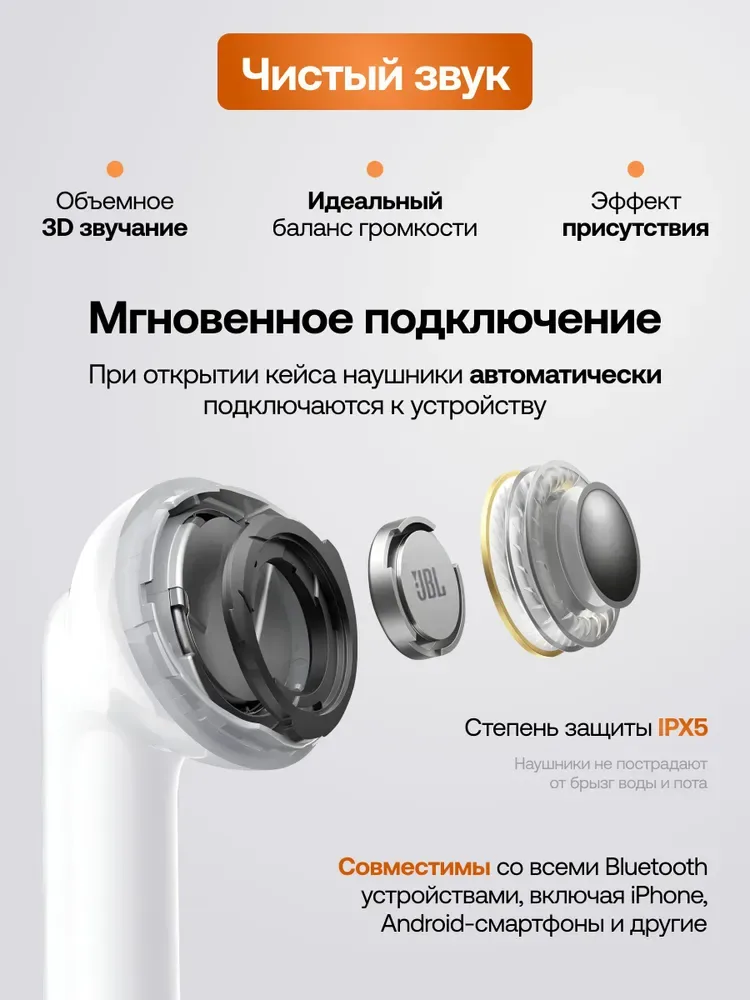 Чистый звук
Объемное
3D звучание
Идеальный
баланс громкости
Эффект
присутствия
Мгновенное подключение
При открытии кейса наушники автоматически
подключаются к устройству
JBL
Степень защиты IPX5
Наушники не пострадают
от брызг воды и пота
Совместимы со всеми Bluetooth
устройствами, включая iPhone,
Android-смартфоны и другие